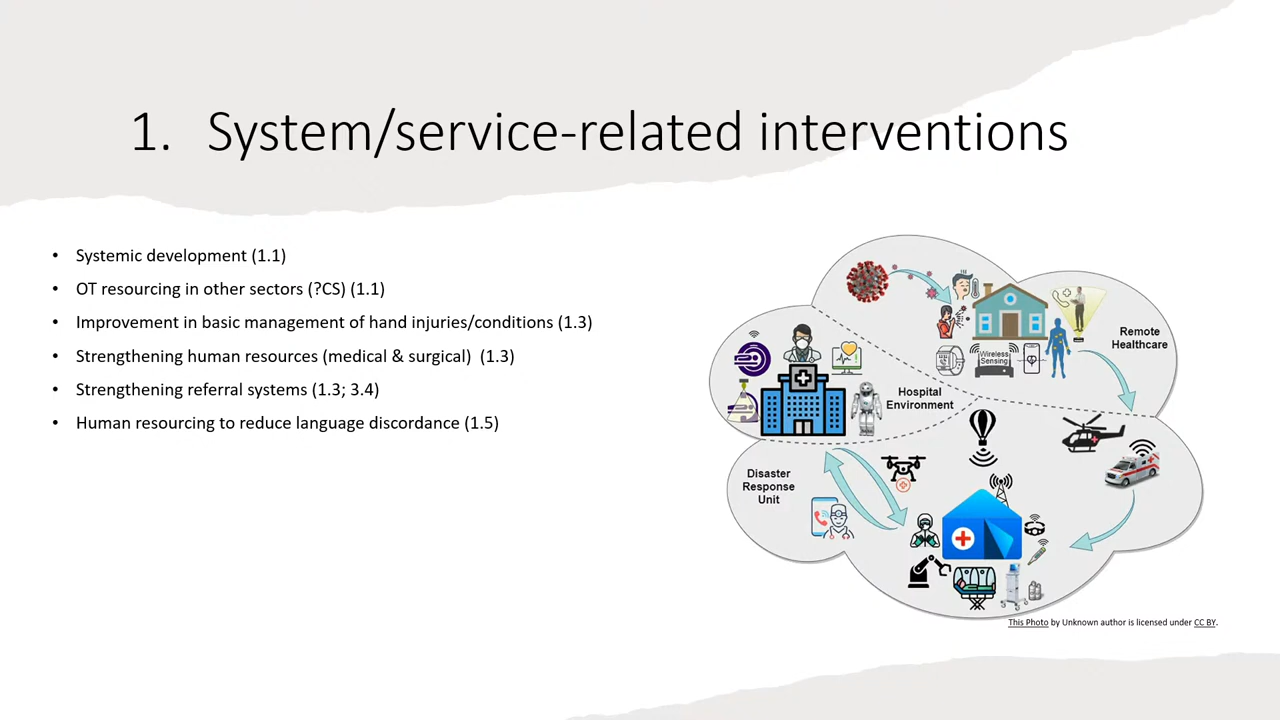 1. System/service-related interventions
• Systemic development (1.1)
• OT resourcing in other sectors (?CS) (1.1)
• Improvement in basic management of hand injuries/conditions (1.3)
• Strengthening human resources (medical & surgical) (1.3)
• Strengthening referral systems (1.3; 3.4)
• Human resourcing to reduce language discordance (1.5)
Remote
Healthcare
Wireless
Sensing
Hospital
Environment
Disaster
Response
Unit
This Photo by Unknown author is licensed under CC BY.